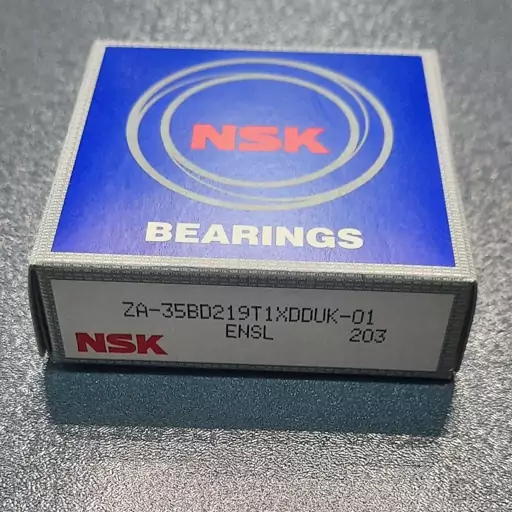 NSK
BEARINGS
ZA-35BD219T1XDDUK-01
ENSL 203
NSK